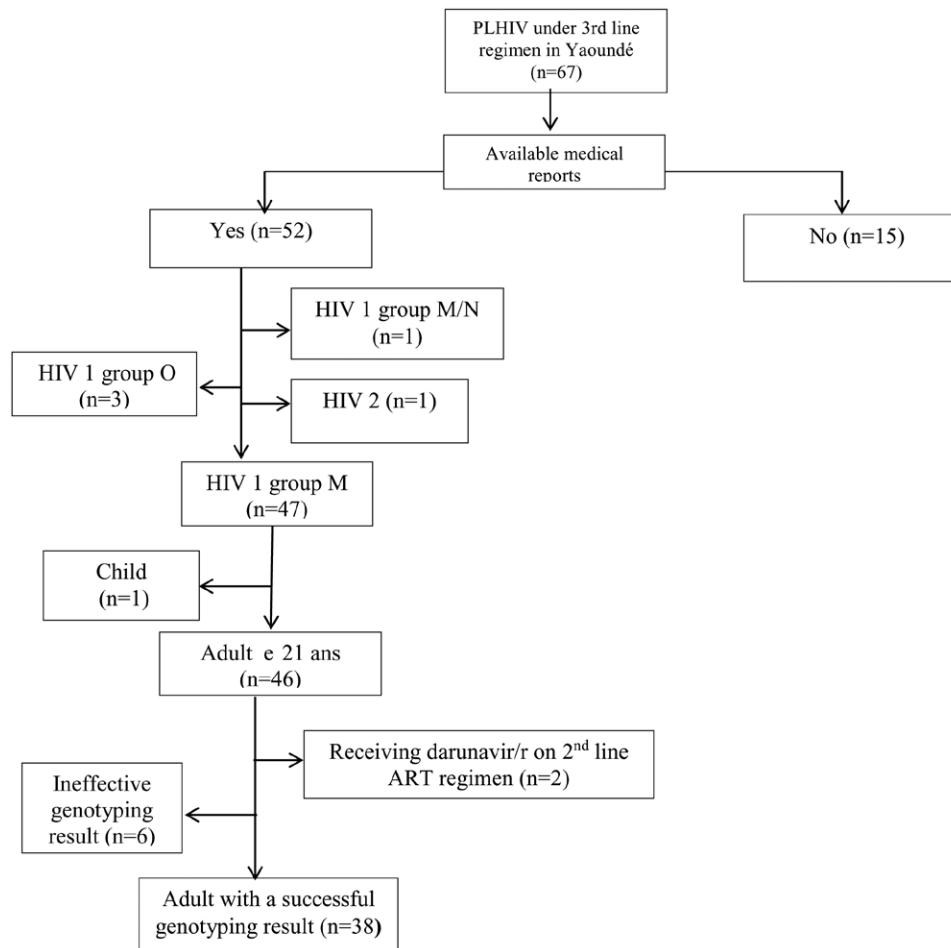 PLHIV under 3rd line
regimen in Yaoundé
(n=67)
Available medical
reports
Yes (n=52)
No (n=15)
HIV 1 group M/N
(n=1)
HIV 1 group O
(n=3)
HIV 2 (n=1)
HIV 1 group M
(n=47)
Child
(n=1)
Adult e 21 ans
(n=46)
Receiving darunavir/r on 2nd line
ART regimen (n=2)
Ineffective
genotyping
result (n=6)
Adult with a successful
genotyping result (n=38)